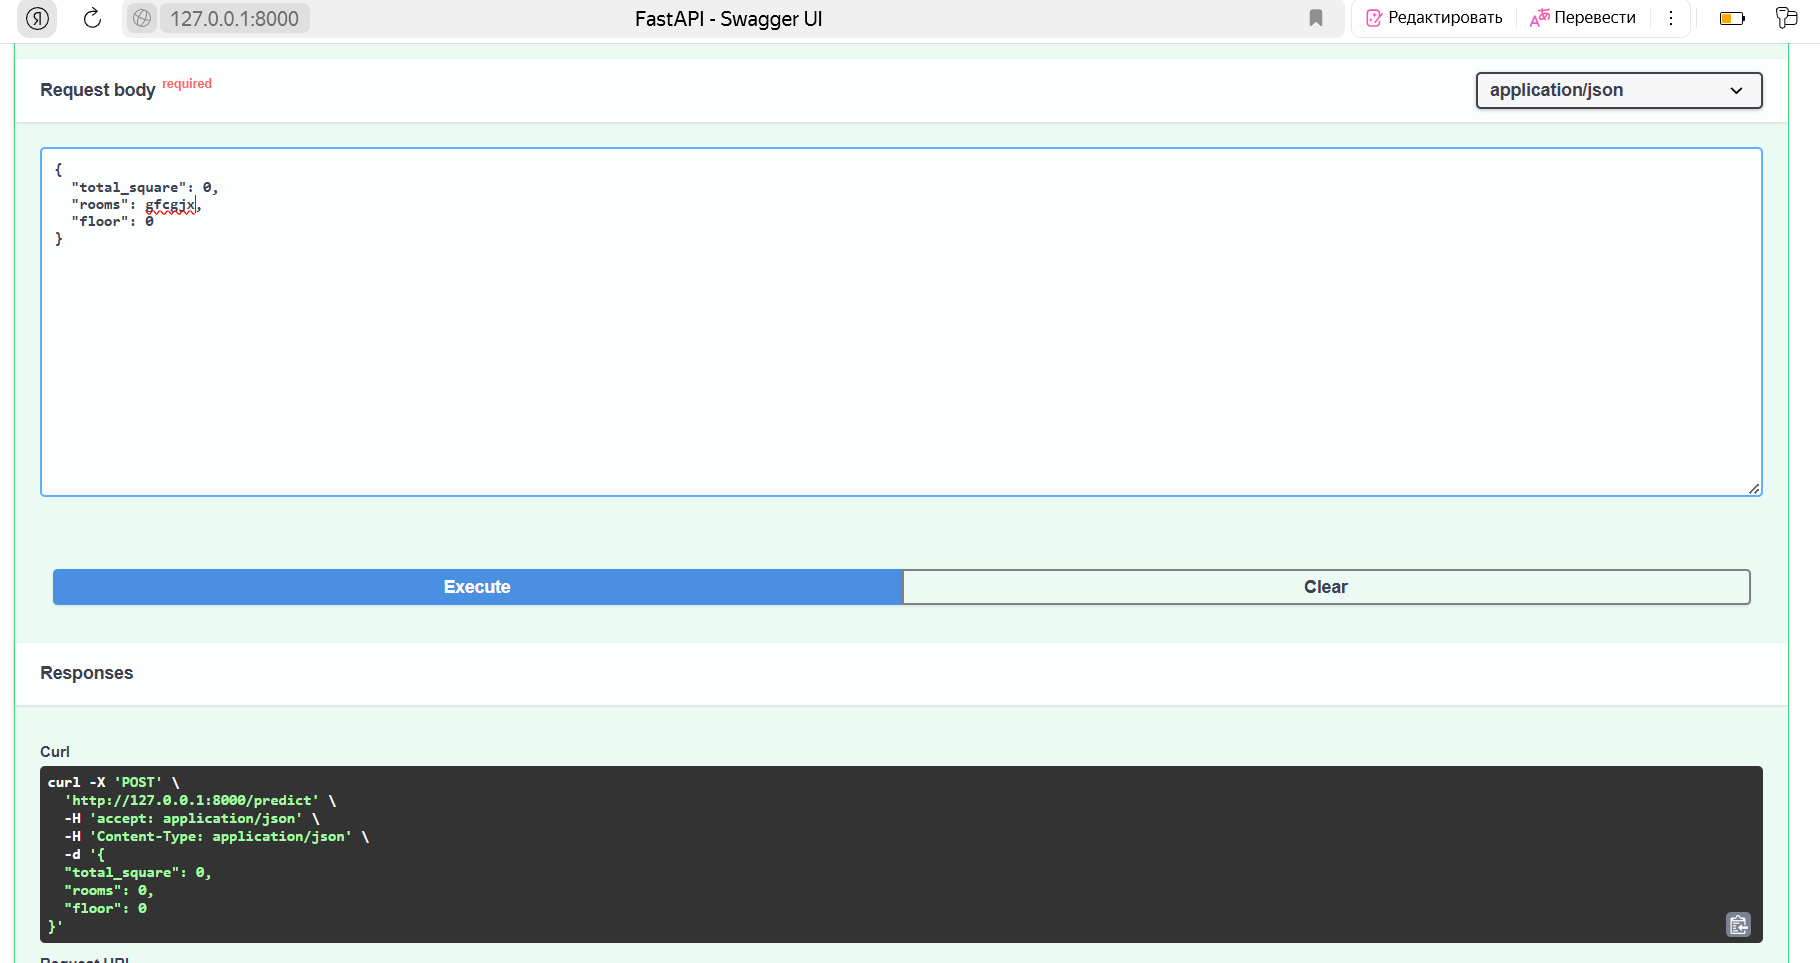 Я
127.0.0.1:8000
FastAPI - Swagger UI
Редактировать
Перевести
Request body required
application/json
{
"total_square": 0,
"rooms": gfcgjx,
"floor": 0
}
Execute
Clear
Responses
Curl
curl -X 'POST' \
'http://127.0.0.1:8000/predict' \
-H 'accept: application/json' \
-H 'Content-Type: application/json' \
-d '{
"total_square": 0,
"rooms": 0,
"floor": 0
}'
Request URL